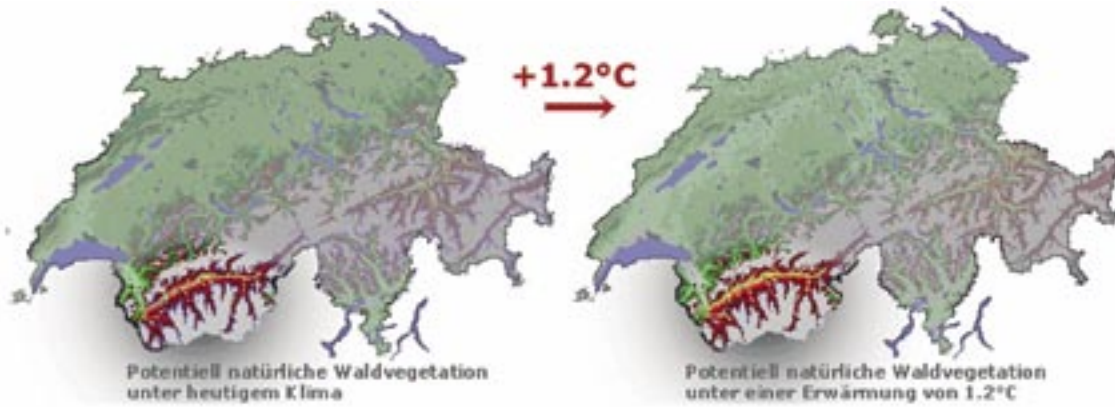 +1.2°C
Potentiell natürliche Waldvegetation
unter heutigem Klima
Potentiell natürliche Waldvegetation
unter einer Erwärmung von 1.2°C